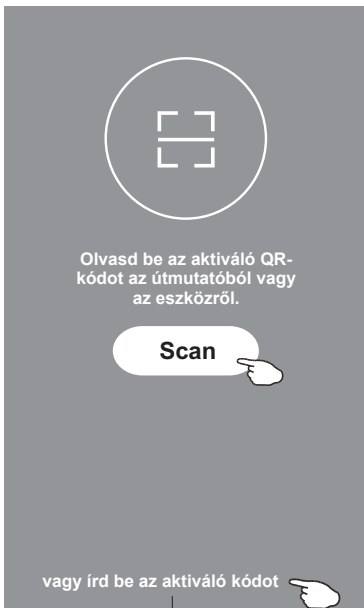 Olvasd be az aktiváló QR-
kódot az útmutatóból vagy
az eszközről.
Scan
vagy írd be az aktiváló kódot